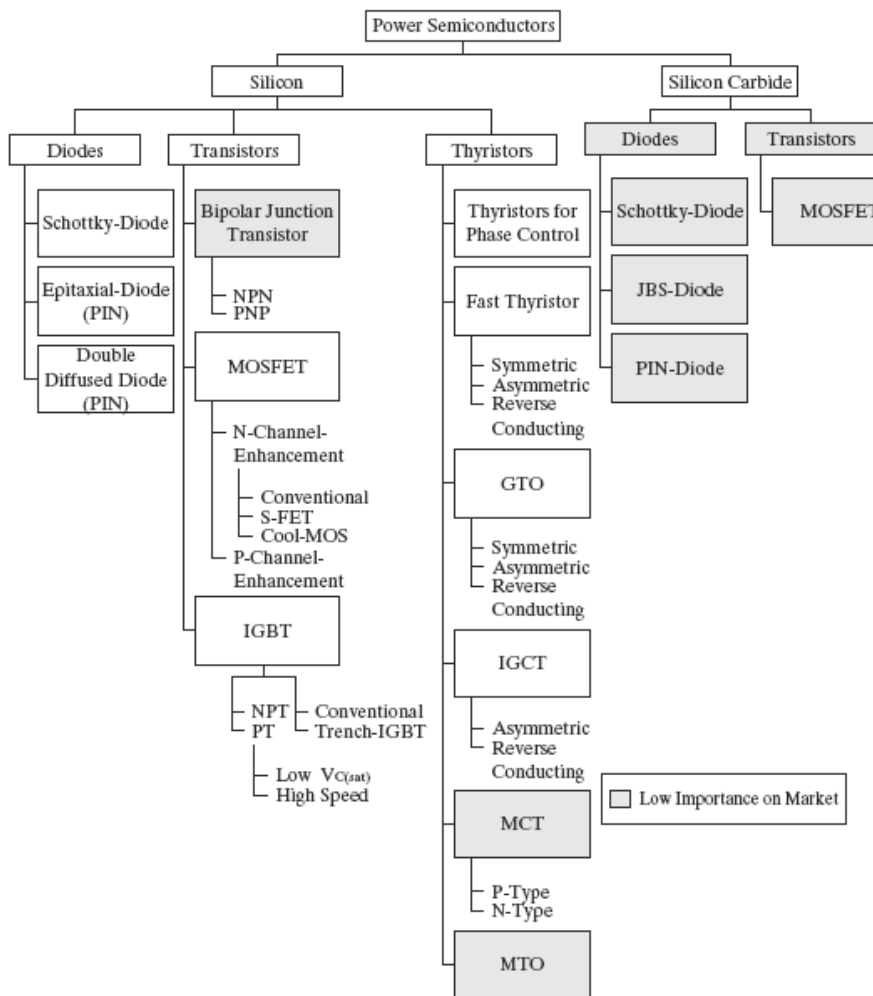 Power Semiconductors
Silicon
Silicon Carbide
Diodes
Transistors
Thyristors
Diodes
Transistors
Schottky-Diode
Epitaxial-Diode
(PIN)
Double
Diffused Diode
(PIN)
Bipolar Junction
Transistor
NPN
PNP
MOSFET
N-Channel-
Enhancement
Conventional
S-FET
Cool-MOS
P-Channel-
Enhancement
IGBT
NPT
PT
Conventional
Trench-IGBT
Low VC(sat)
High Speed
Thyristors for
Phase Control
Fast Thyristor
Symmetric
Asymmetric
Reverse
Conducting
GTO
Symmetric
Asymmetric
Reverse
Conducting
IGCT
Asymmetric
Reverse
Conducting
MCT
P-Type
N-Type
MTO
Schottky-Diode
JBS-Diode
PIN-Diode
MOSFET
Low Importance on Market